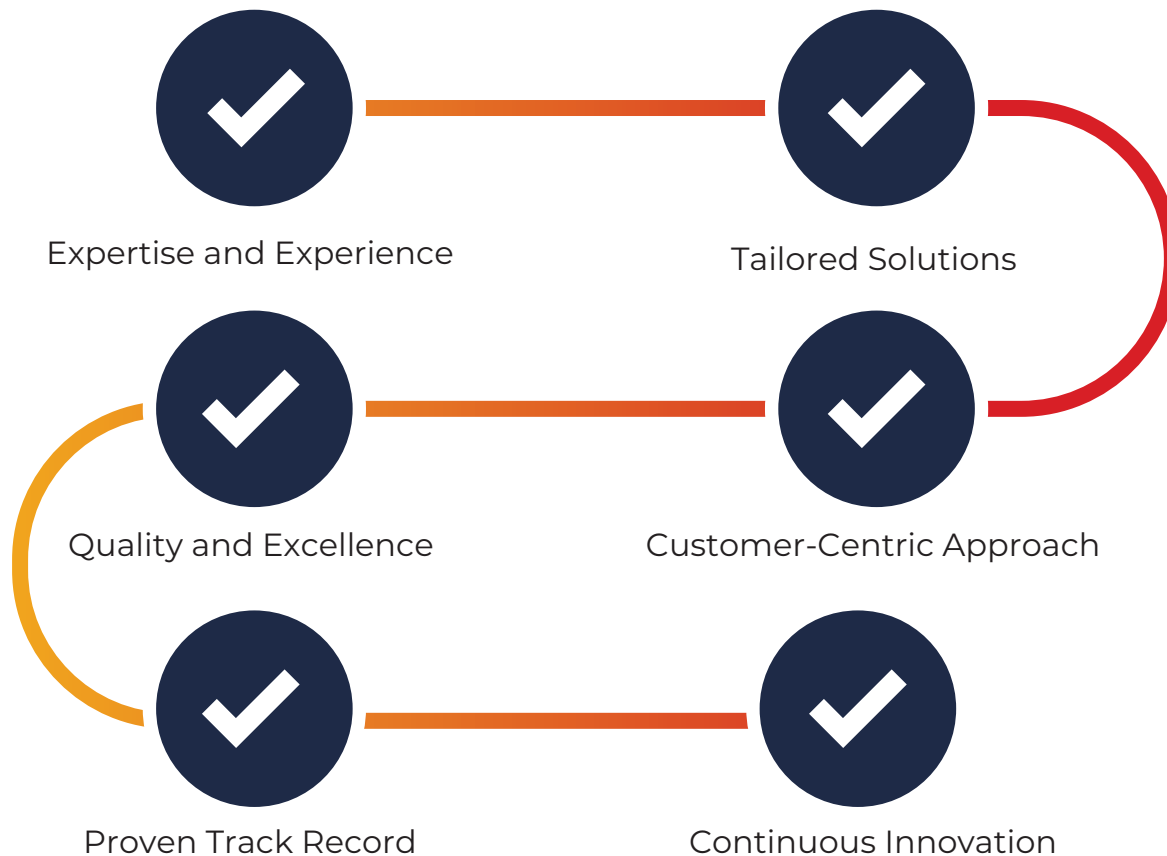 Expertise and Experience
Tailored Solutions
Quality and Excellence
Customer-Centric Approach
Proven Track Record
Continuous Innovation